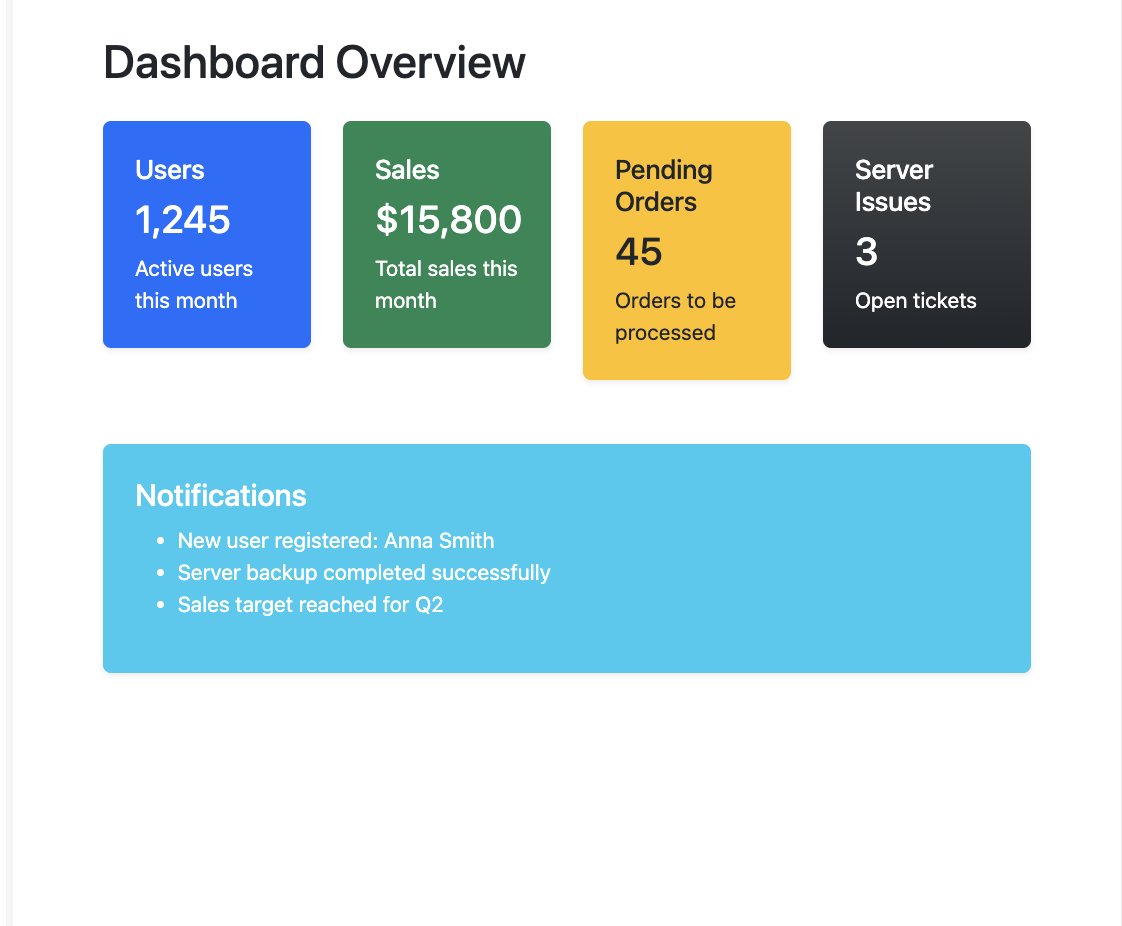 Dashboard Overview
Users
1,245
Active users
this month
Sales
$15,800
Total sales this
month
Pending
Orders
45
Orders to be
processed
Server
Issues
3
Open tickets
Notifications
• New user registered: Anna Smith
• Server backup completed successfully
• Sales target reached for Q2